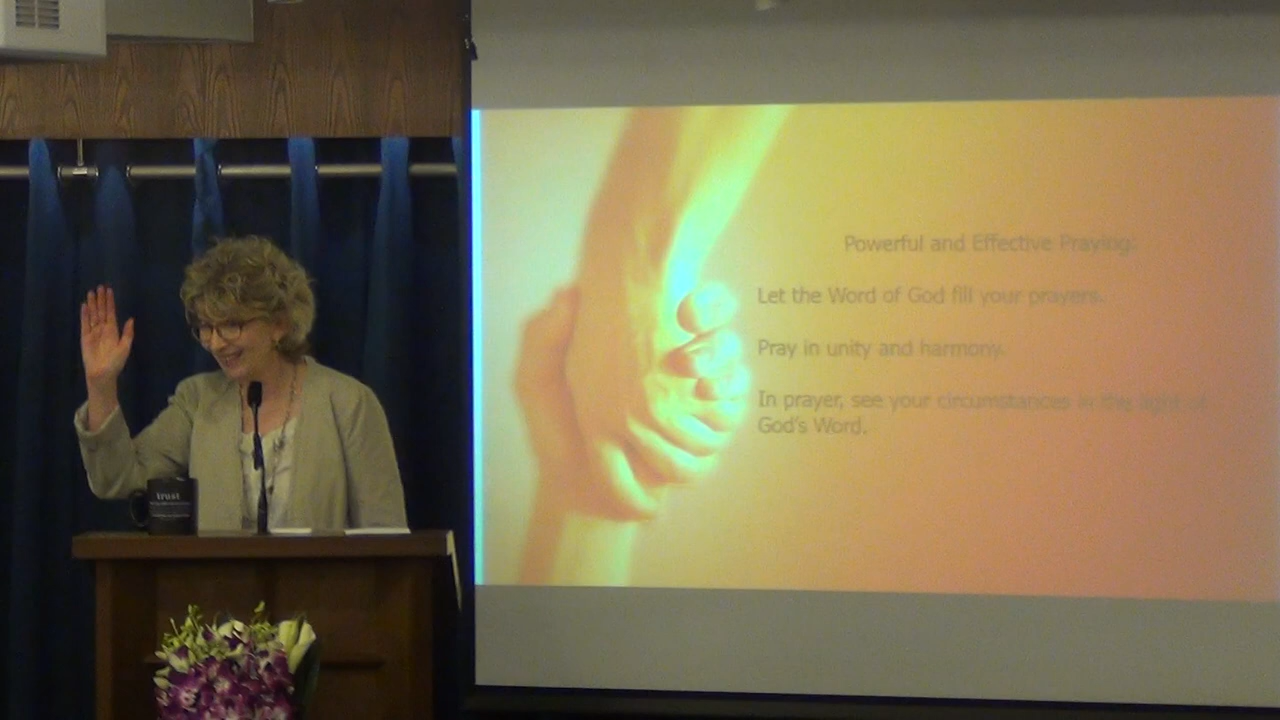 Powerful and Effective Praying:
Let the Word of God fill your prayers.
Pray in unity and harmony.
In prayer, see your circumstances in the light of
God's Word.
trust